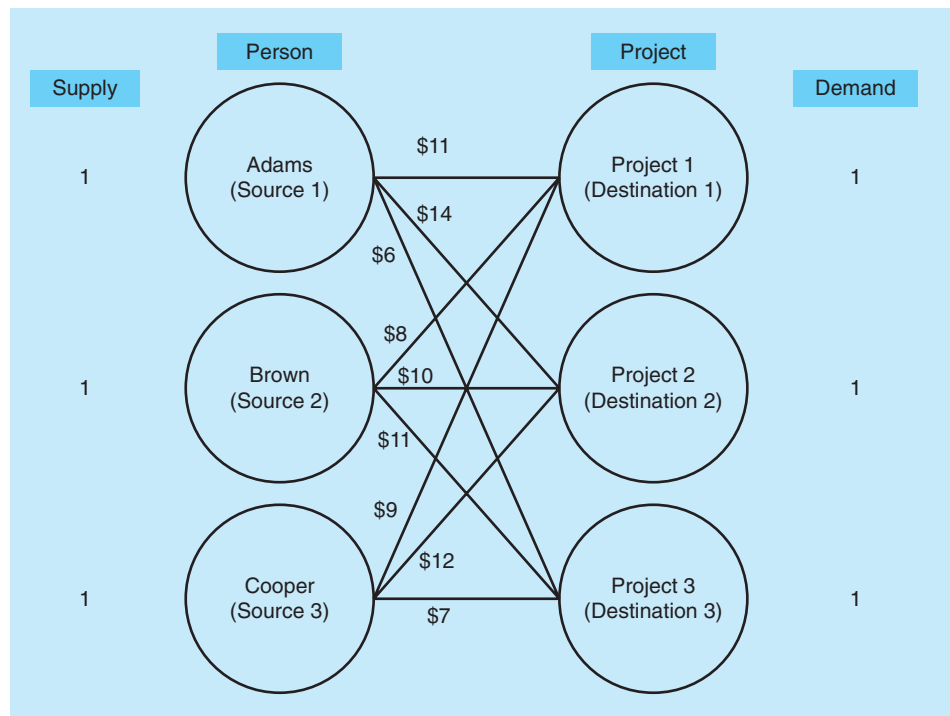 Person
Project
Supply
Demand
$11
Adams
(Source 1)
Project 1
(Destination 1)
1
1
$14
$6
$8
Brown
(Source 2)
$10
Project 2
(Destination 2)
1
1
$11
$9
$12
Cooper
(Source 3)
Project 3
(Destination 3)
1
1
$7